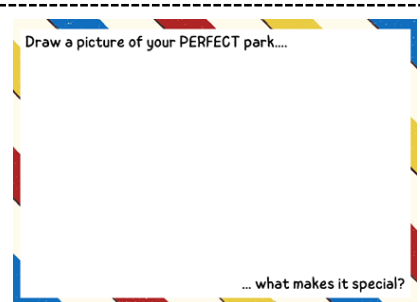 Draw a picture of your PERFECT park....
... what makes it special?